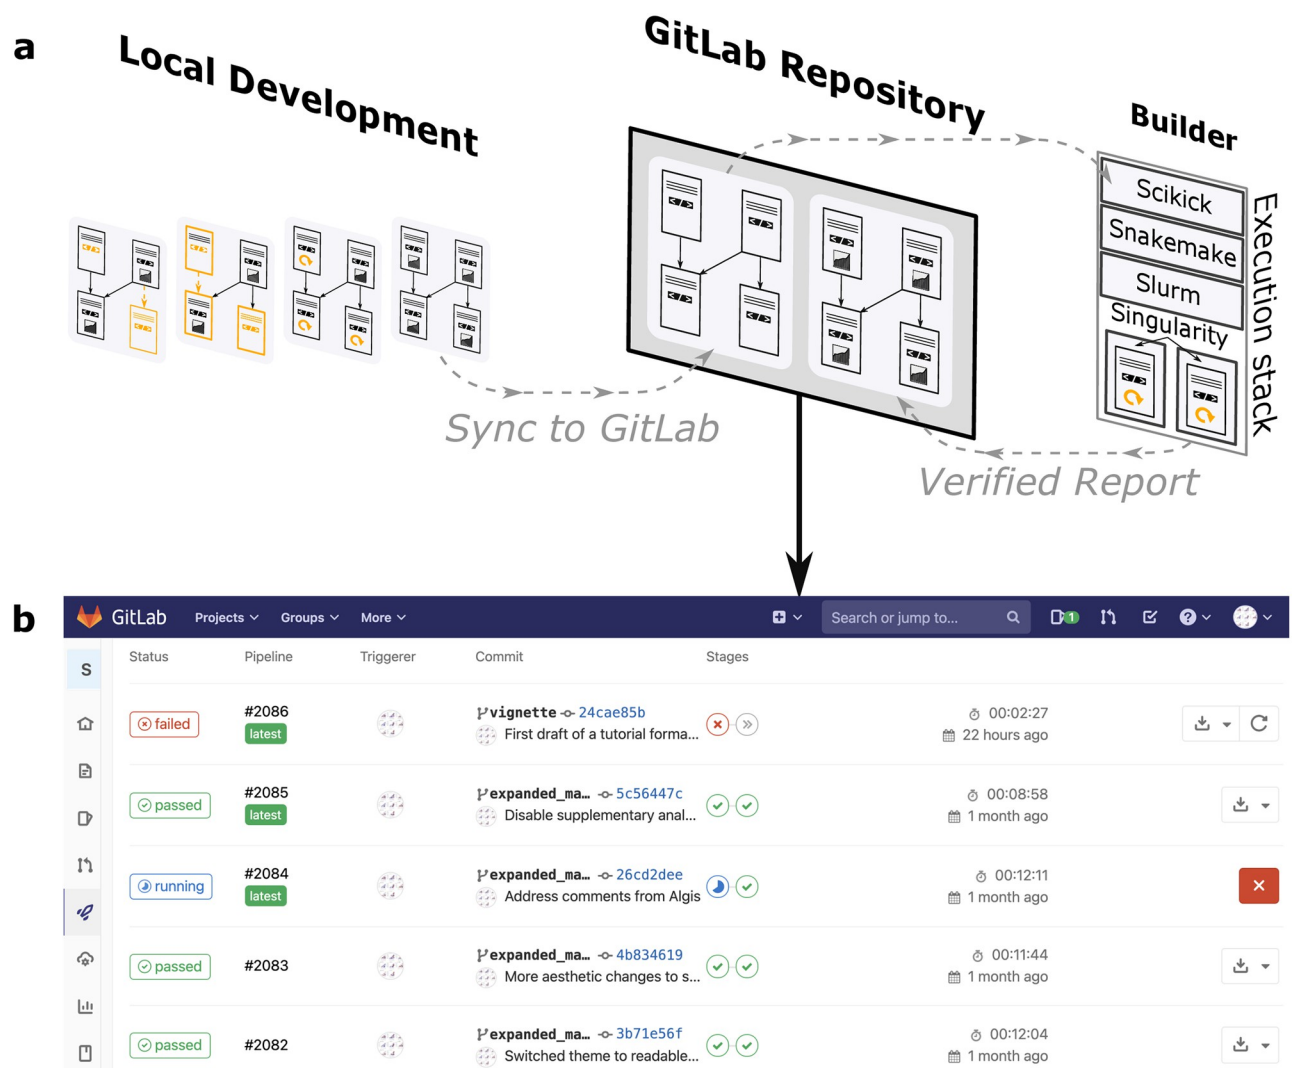 a
Local Development
GitLab Repository
Builder
Scikick
Snakemake
Slurm
Singularity
Execution stack
Sync to GitLab
Verified Report
b
GitLab Projects Groups More Search or jump to... 1 ?
S
Status Pipeline Triggerer Commit Stages
failed #2086 vignette 24cae85b 00:02:27
latest First draft of a tutorial forma... 22 hours ago
passed #2085 expanded_ma... 5c56447c 00:08:58
latest Disable supplementary anal... 1 month ago
running #2084 expanded_ma... 26cd2dee 00:12:11
latest Address comments from Algis 1 month ago
passed #2083 expanded_ma... 4b834619 00:11:44
More aesthetic changes to s... 1 month ago
passed #2082 expanded_ma... 3b71e56f 00:12:04
Switched theme to readable... 1 month ago